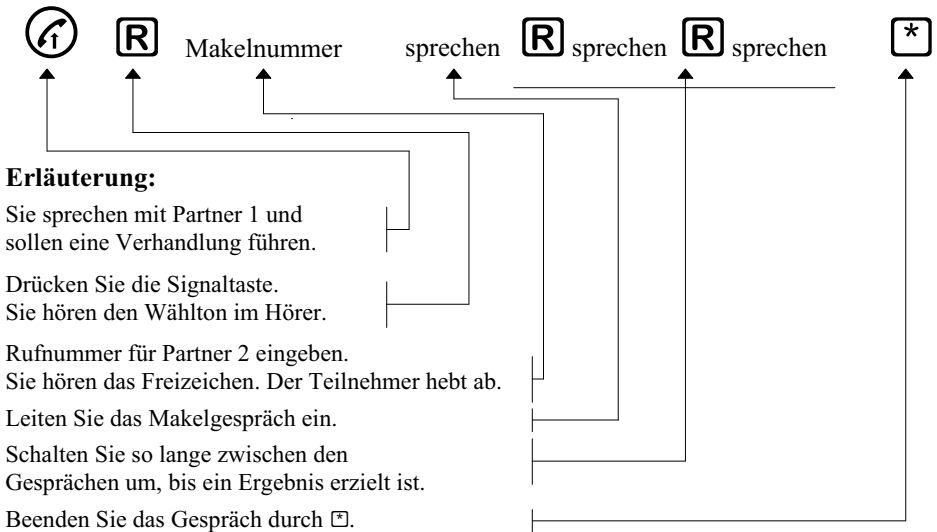 R Makelnummer sprechen R sprechen R sprechen *
Erläuterung:
Sie sprechen mit Partner 1 und
sollen eine Verhandlung führen.
Drücken Sie die Signaltaste.
Sie hören den Wählton im Hörer.
Rufnummer für Partner 2 eingeben.
Sie hören das Freizeichen. Der Teilnehmer hebt ab.
Leiten Sie das Makelgespräch ein.
Schalten Sie so lange zwischen den
Gesprächen um, bis ein Ergebnis erzielt ist.
Beenden Sie das Gespräch durch *.